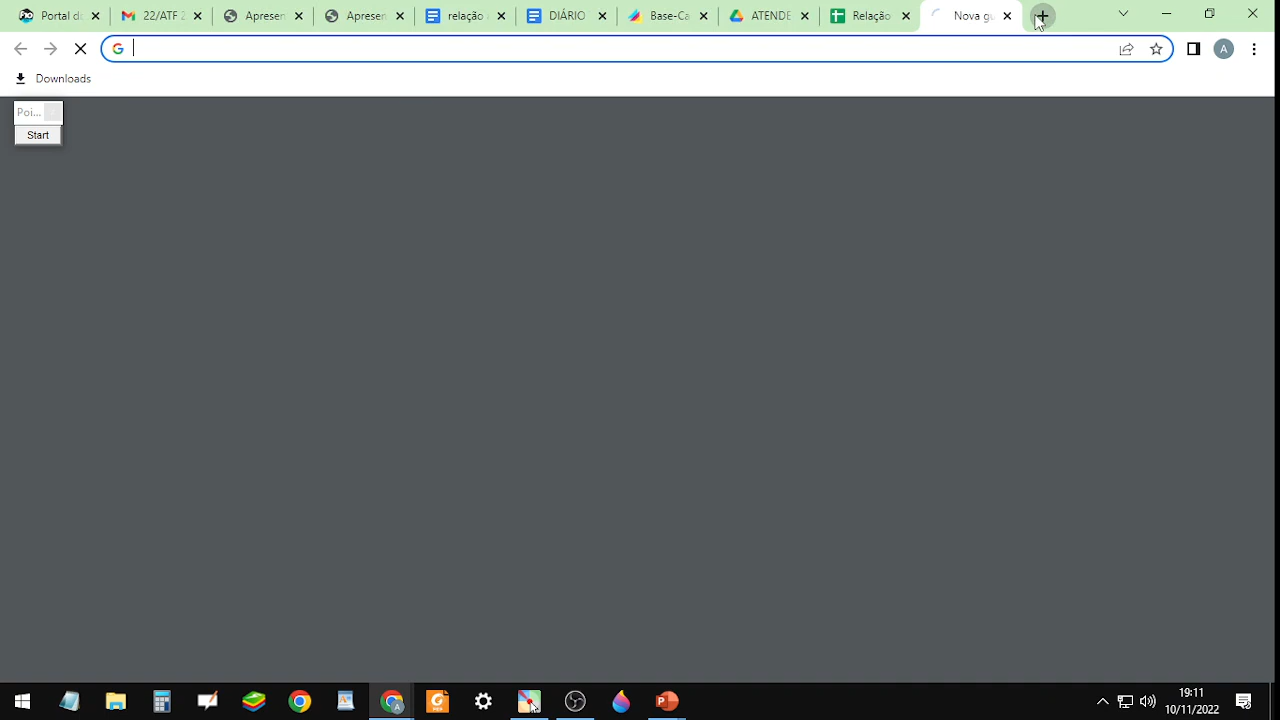 Portal d 22/ATF 2 Apresen Apresen relação DIÁRIO Base-Ca ATENDE Relação Nova gu
Downloads
Poi...
Start
19:11
10/11/2022